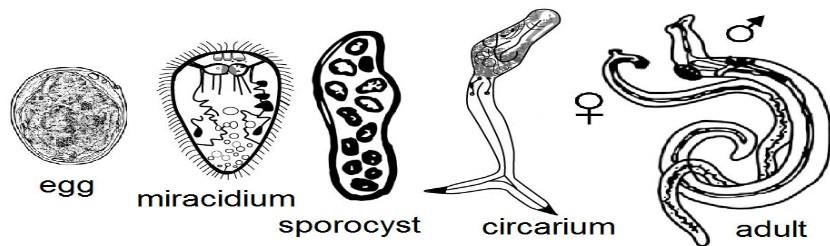 ♂
♀
egg
miracidium
sporocyst
circarium
adult